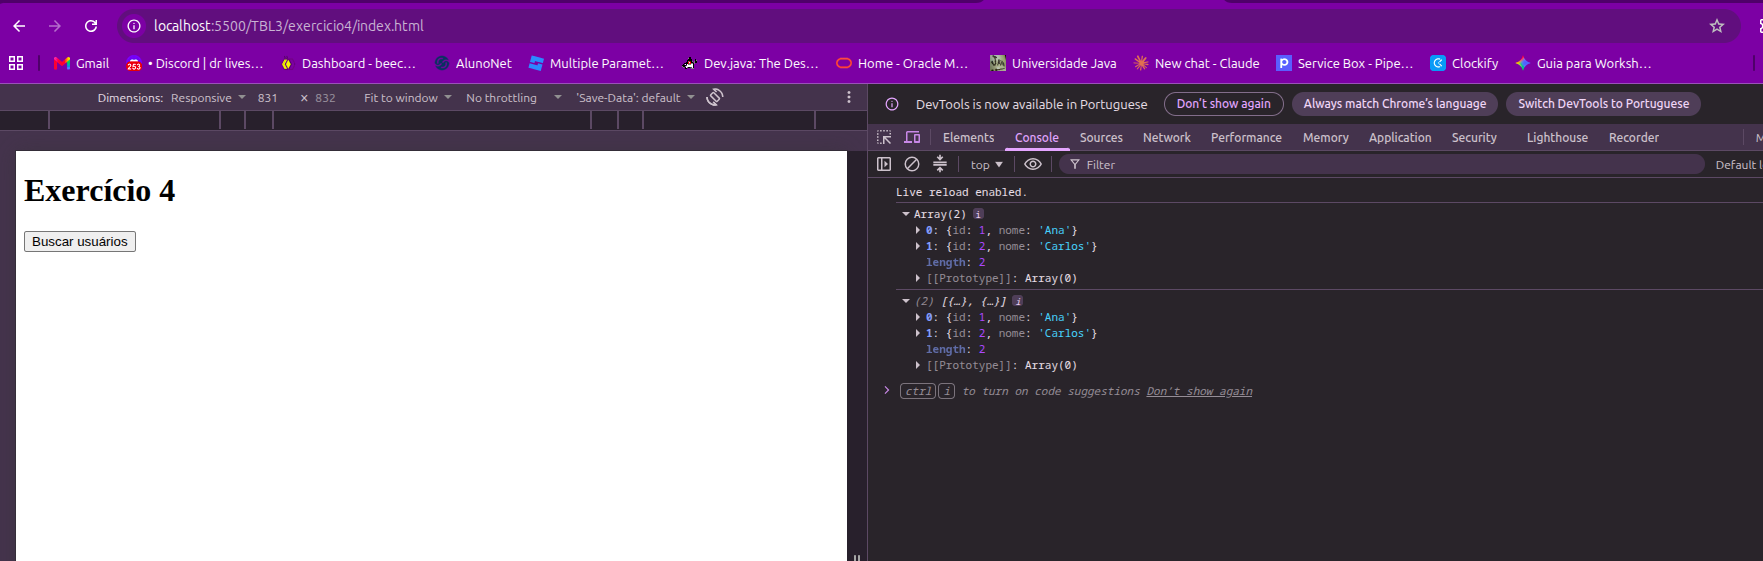 localhost:5500/TBL3/exercicio4/index.html
Gmail • Discord | dr lives... Dashboard - beec... AlunoNet Multiple Paramet... Dev.java: The Des... Home - Oracle M... Universidade Java New chat - Claude Service Box - Pipe... Clockify Guia para Worksh...
253
Dimensions: Responsive 831 × 832 Fit to window No throttling 'Save-Data': default
DevTools is now available in Portuguese Don't show again Always match Chrome's language Switch DevTools to Portuguese
Elements Console Sources Network Performance Memory Application Security Lighthouse Recorder
top Filter Default
Exercício 4
Buscar usuários
Live reload enabled.
Array(2) i
0: {id: 1, nome: 'Ana'}
1: {id: 2, nome: 'Carlos'}
length: 2
[[Prototype]]: Array(0)
(2) [{…}, {…}] i
0: {id: 1, nome: 'Ana'}
1: {id: 2, nome: 'Carlos'}
length: 2
[[Prototype]]: Array(0)
ctrl i to turn on code suggestions Don't show again